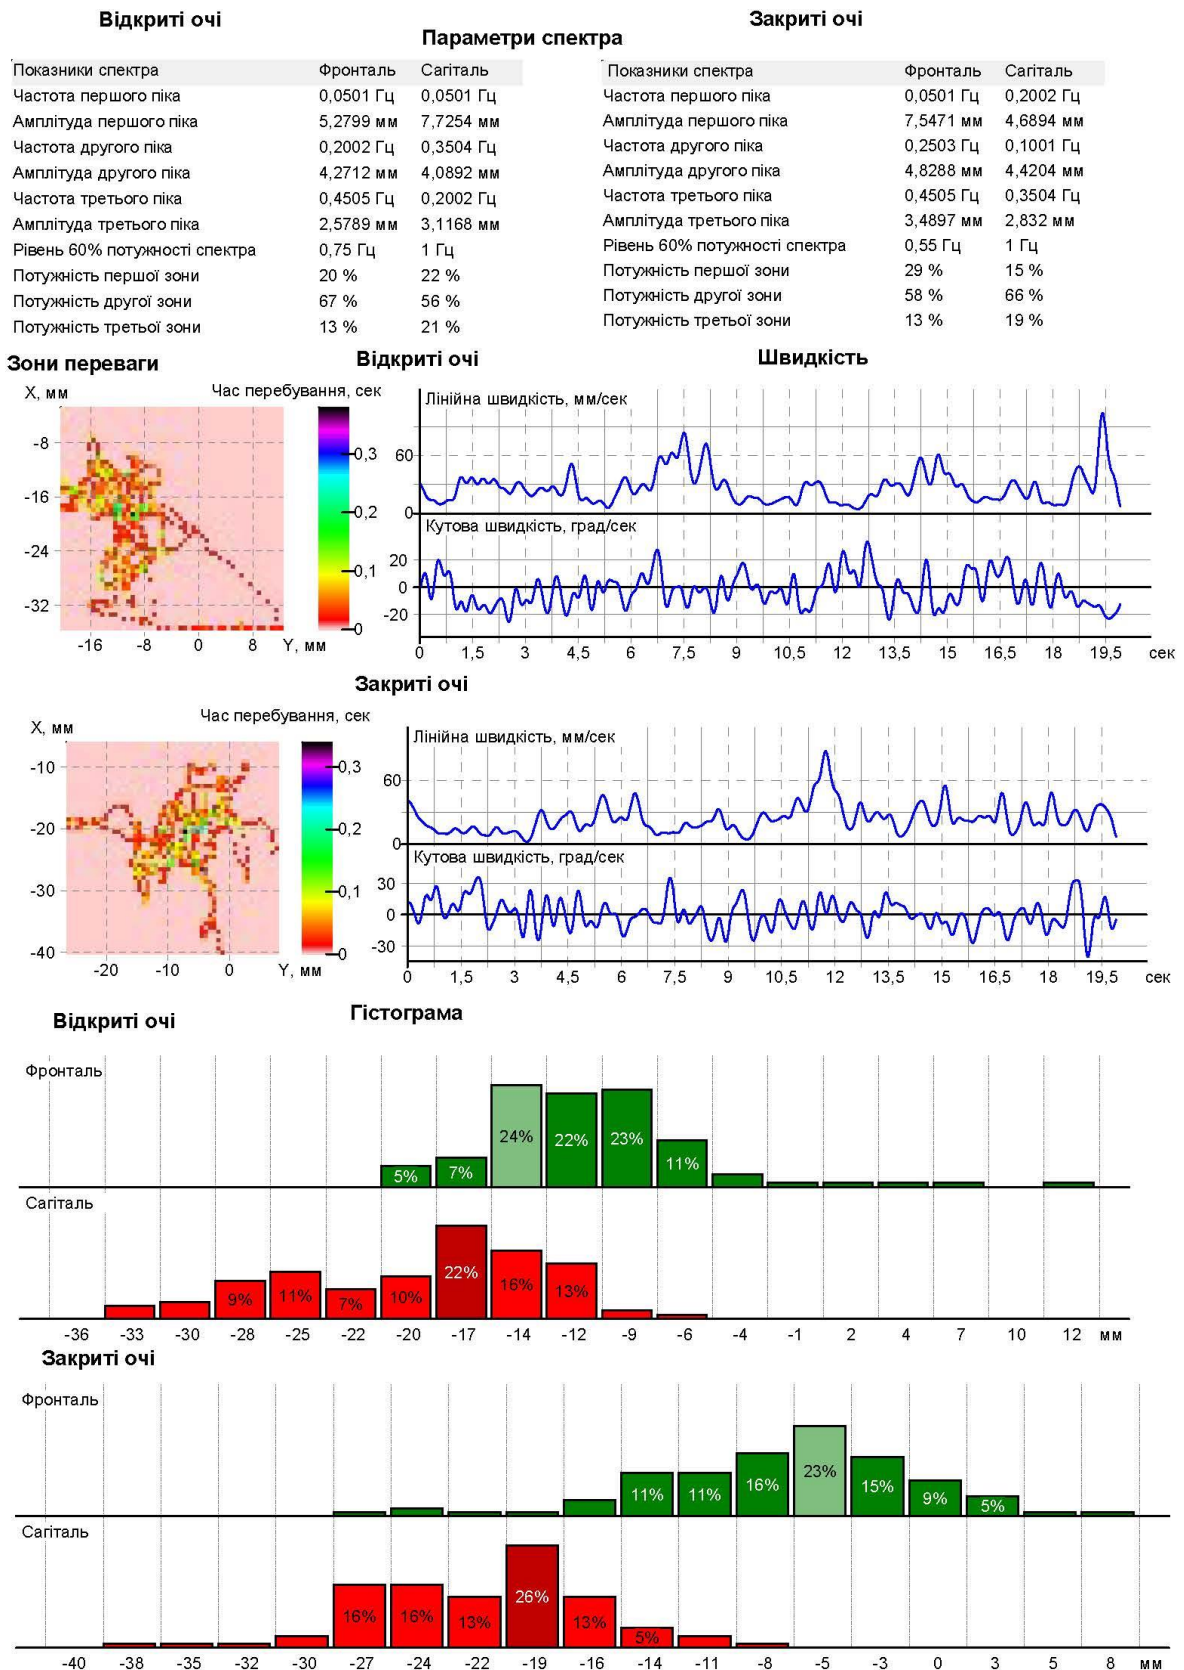 Відкриті очі
Закриті очі
Параметри спектра
Показники спектра Фронталь Сагіталь
Частота першого піка 0,0501 Гц 0,0501 Гц
Амплітуда першого піка 5,2799 мм 7,7254 мм
Частота другого піка 0,2002 Гц 0,3504 Гц
Амплітуда другого піка 4,2712 мм 4,0892 мм
Частота третього піка 0,4505 Гц 0,2002 Гц
Амплітуда третього піка 2,5789 мм 3,1168 мм
Рівень 60% потужності спектра 0,75 Гц 1 Гц
Потужність першої зони 20 % 22 %
Потужність другої зони 67 % 56 %
Потужність третьої зони 13 % 21 %
Показники спектра Фронталь Сагіталь
Частота першого піка 0,0501 Гц 0,2002 Гц
Амплітуда першого піка 7,5471 мм 4,6894 мм
Частота другого піка 0,2503 Гц 0,1001 Гц
Амплітуда другого піка 4,8288 мм 4,4204 мм
Частота третього піка 0,4505 Гц 0,3504 Гц
Амплітуда третього піка 3,4897 мм 2,832 мм
Рівень 60% потужності спектра 0,55 Гц 1 Гц
Потужність першої зони 29 % 15 %
Потужність другої зони 58 % 66 %
Потужність третьої зони 13 % 19 %
Зони переваги
Відкриті очі
Швидкість
X, мм
Час перебування, сек
-8
-16
-24
-32
-16 -8 0 8 Y, мм
0,3
0,2
0,1
0
Лінійна швидкість, мм/сек
60
0
Кутова швидкість, град/сек
20
0
-20
0 1,5 3 4,5 6 7,5 9 10,5 12 13,5 15 16,5 18 19,5 сек
Закриті очі
X, мм
Час перебування, сек
-10
-20
-30
-40
-20 -10 0 Y, мм
0,3
0,2
0,1
0
Лінійна швидкість, мм/сек
60
0
Кутова швидкість, град/сек
30
0
-30
0 1,5 3 4,5 6 7,5 9 10,5 12 13,5 15 16,5 18 19,5 сек
Гістограма
Відкриті очі
Фронталь
5% 7% 24% 22% 23% 11%
Сагіталь
9% 11% 7% 10% 22% 16% 13%
-36 -33 -30 -28 -25 -22 -20 -17 -14 -12 -9 -6 -4 -1 2 4 7 10 12 мм
Закриті очі
Фронталь
11% 11% 16% 23% 15% 9% 5%
Сагіталь
16% 16% 13% 26% 13% 5%
-40 -38 -35 -32 -30 -27 -24 -22 -19 -16 -14 -11 -8 -5 -3 0 3 5 8 мм